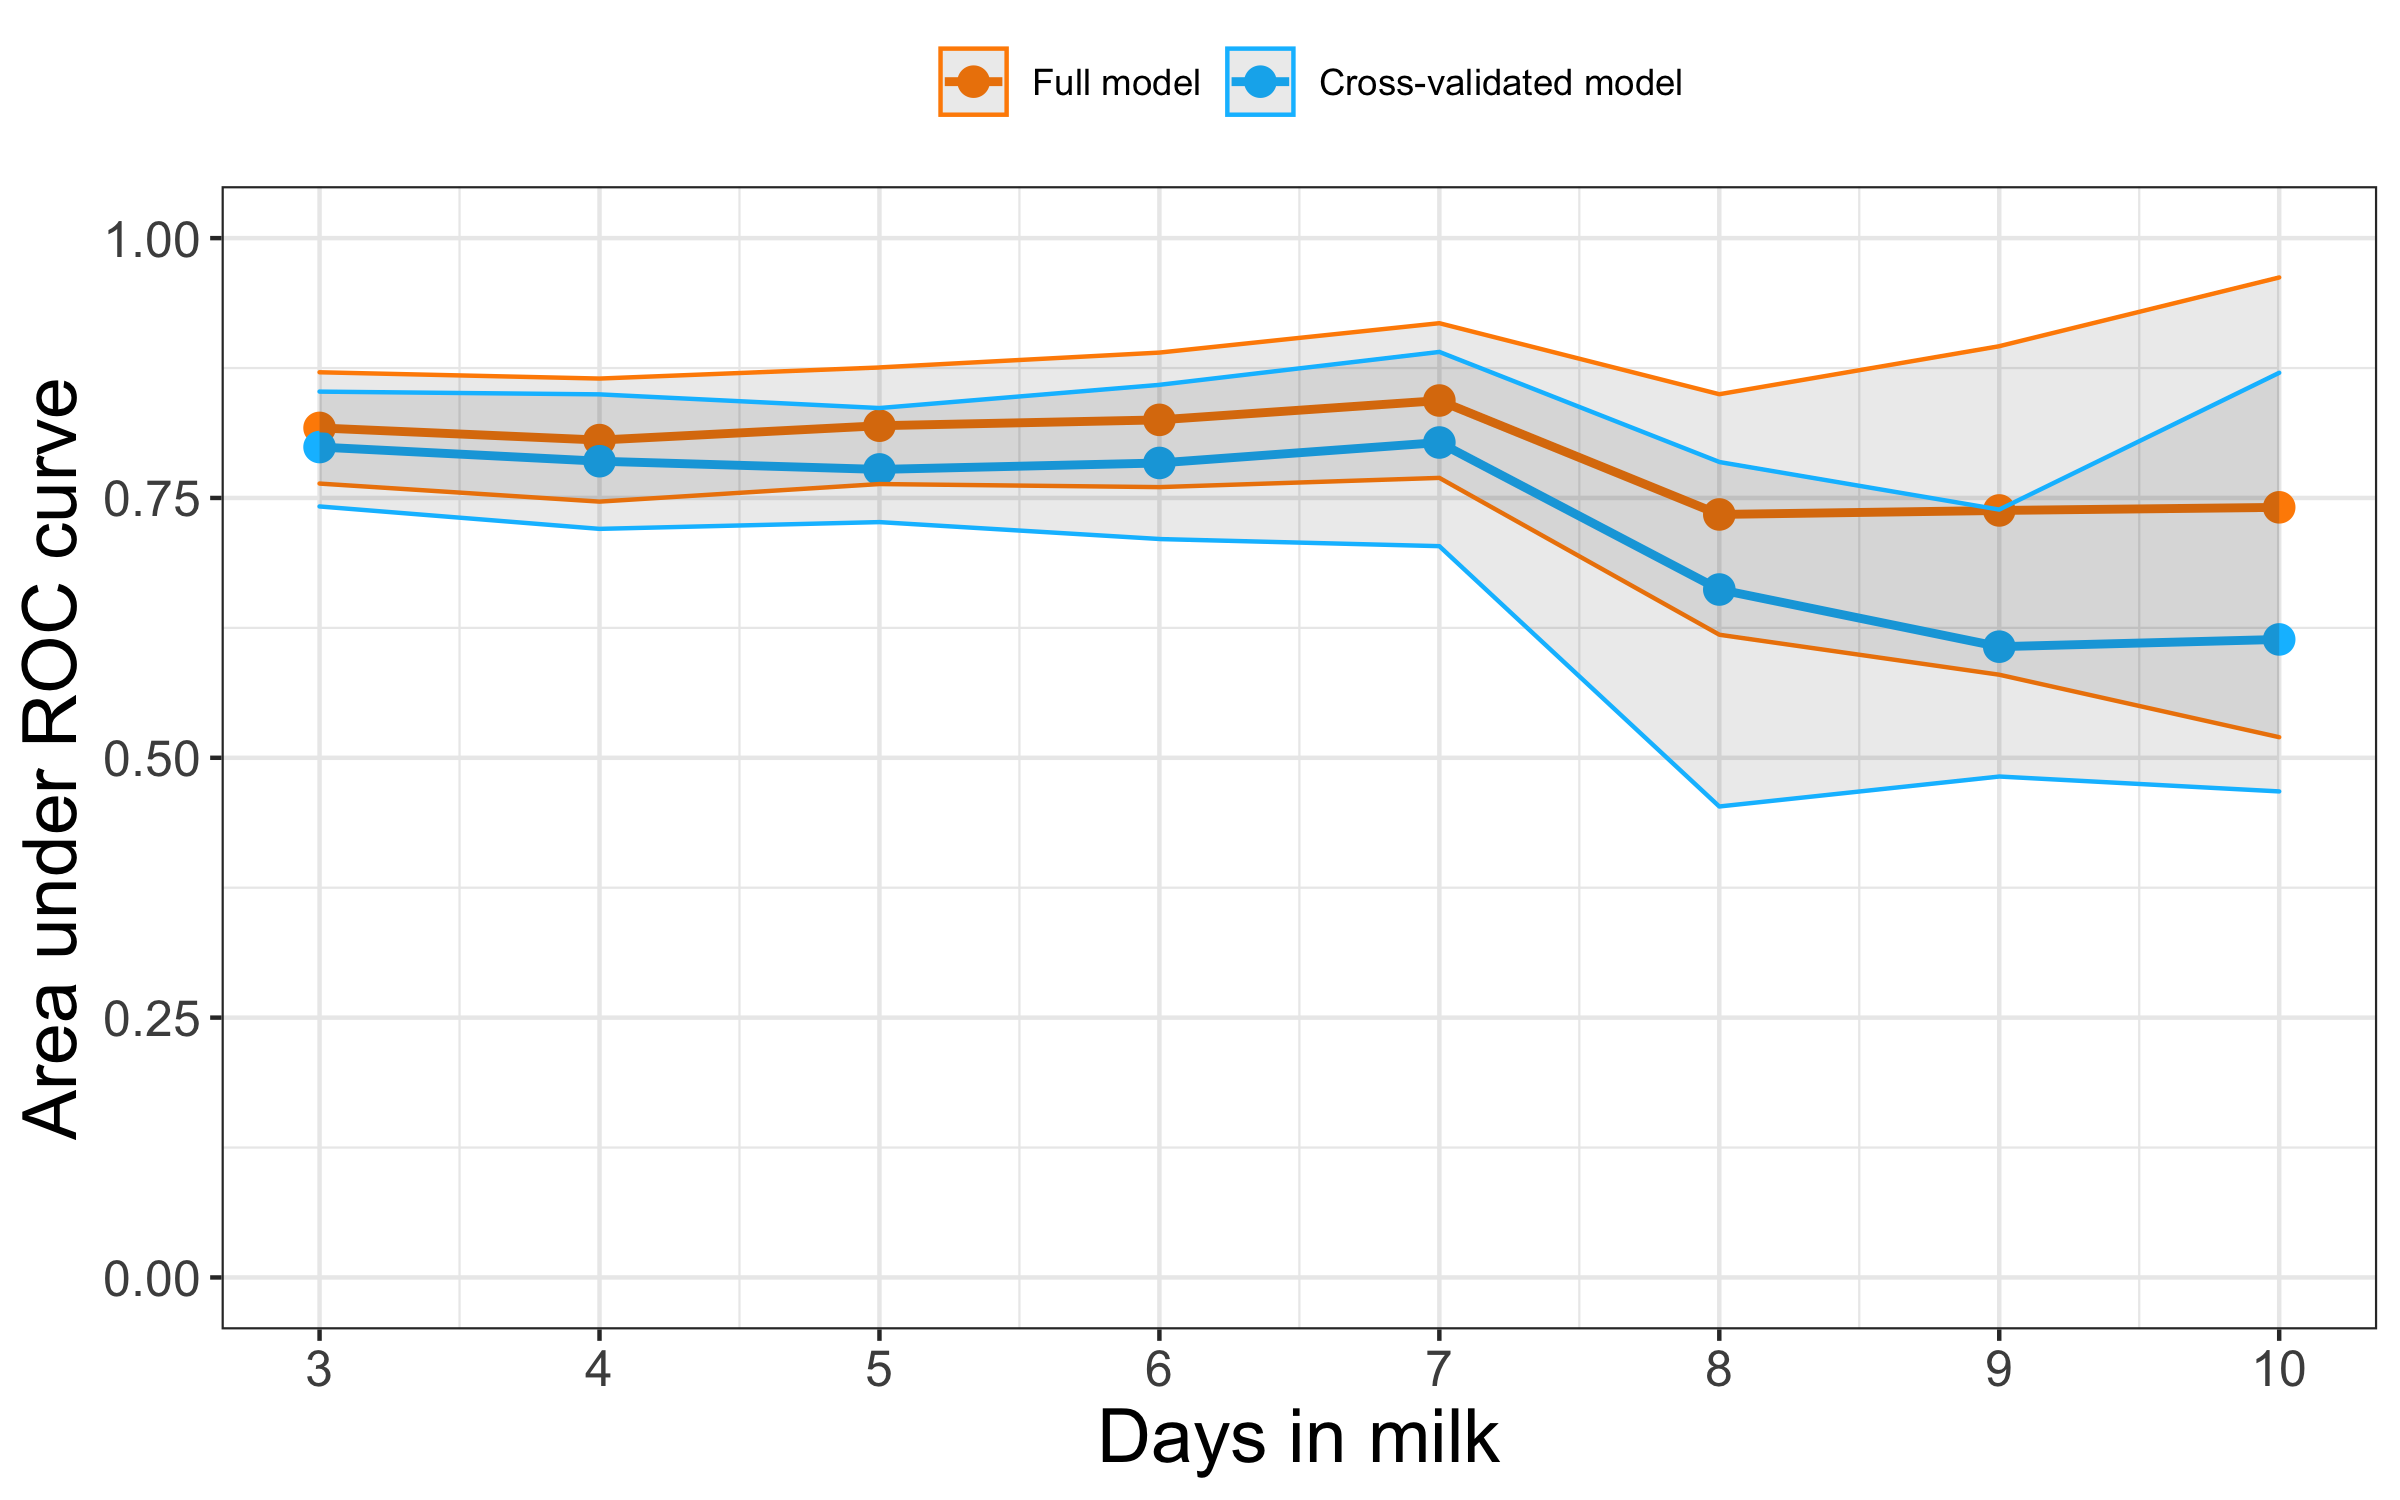 Full model
Cross-validated model
Area under ROC curve
1.00
0.75
0.50
0.25
0.00
3 4 5 6 7 8 9 10
Days in milk